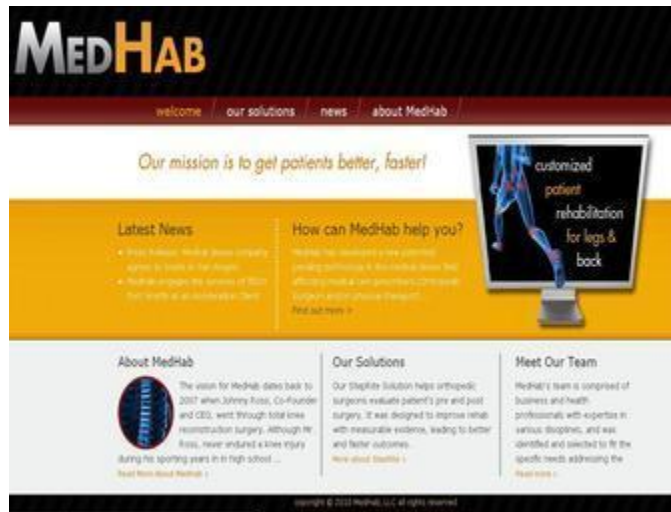 MEDHAB
welcome
our solutions
news
about MedHab
Our mission is to get patients better, faster!
customized
patient
rehabilitation
for legs &
back
Latest News
How can MedHab help you?
Find out more >
About MedHab
The vision for MedHab dates back to
2007 when Johnny Ross, Co-Founder
and CEO, went through total knee
reconstruction surgery. Although Mr
Ross, never endured a knee injury
during his sporting years in in high school ...
Read More About MedHab >
Our Solutions
Our StepRite Solution helps orthopedic
surgeons evaluate patient's pre and post
surgery. It was designed to improve rehab
with measurable evidence, leading to better
and faster outcomes.
More about StepRite >
Meet Our Team
MedHab's team is comprised of
business and health
professionals with expertise in
various disciplines, and was
identified and selected to fit the
specific needs addressing the
Read more >
copyright © 2010 MedHab, LLC all rights reserved